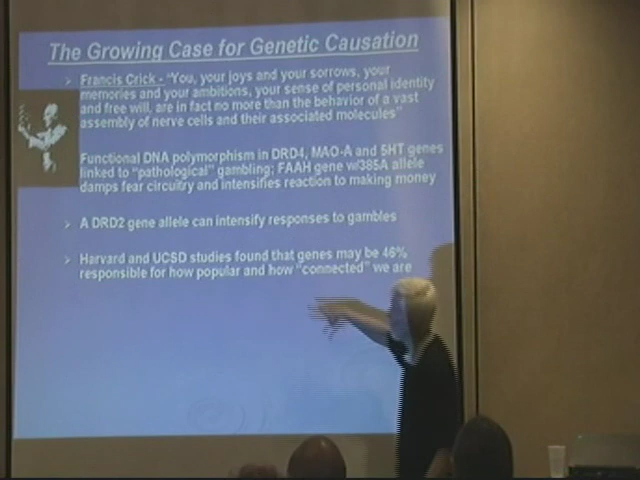 The Growing Case for Genetic Causation
Francis Crick - "You, your joys and your sorrows, your
memories and your ambitions, your sense of personal identity
and free will, are in fact no more than the behavior of a vast
assembly of nerve cells and their associated molecules"
Functional DNA polymorphism in DRD4, MAO-A and 5HT genes
linked to "pathological" gambling; FAAH gene w/385A allele
damps fear circuitry and intensifies reaction to making money
A DRD2 gene allele can intensify responses to gambles
Harvard and UCSD studies found that genes may be 46%
responsible for how popular and how "connected" we are